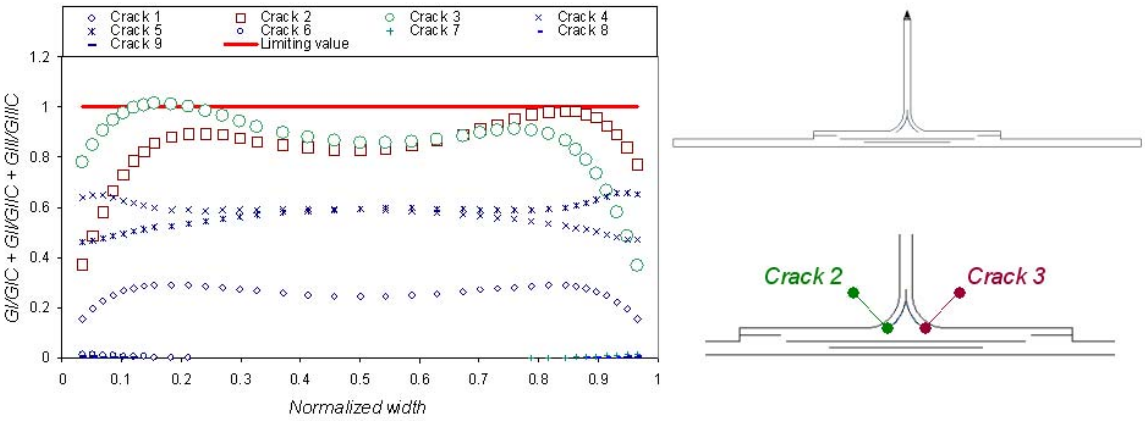 Crack 1 Crack 2 Crack 3 Crack 4
Crack 5 Crack 6 Crack 7 Crack 8
Crack 9 Limiting value
1.2
1
0.8
0.6
0.4
0.2
0
0 0.1 0.2 0.3 0.4 0.5 0.6 0.7 0.8 0.9 1
GI/GIC + GII/GIIC + GIII/GIIIC
Normalized width
Crack 2 Crack 3